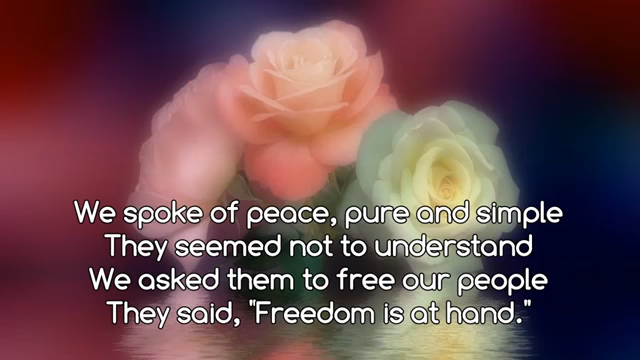 We spoke of peace, pure and simple
They seemed not to understand
We asked them to free our people
They said, "Freedom is at hand."